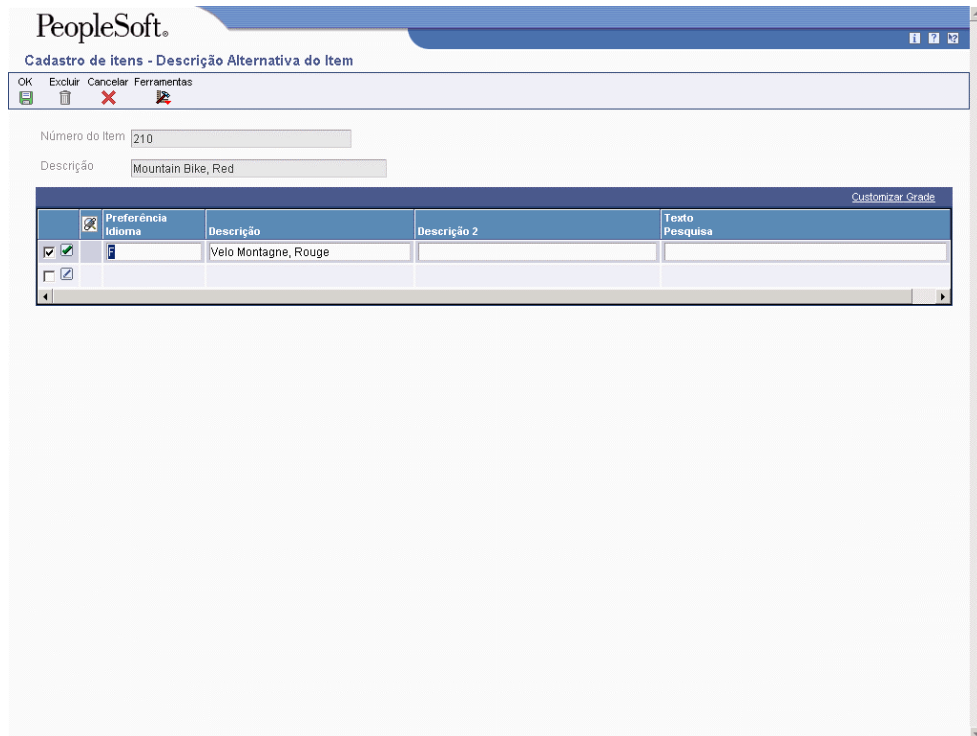 PeopleSoft®
Cadastro de itens - Descrição Alternativa do Item
OK Excluir Cancelar Ferramentas
Número do Item 210
Descrição Mountain Bike, Red
Customizar Grade
Preferência Idioma Descrição Descrição 2 Texto Pesquisa
F Velo Montagne, Rouge